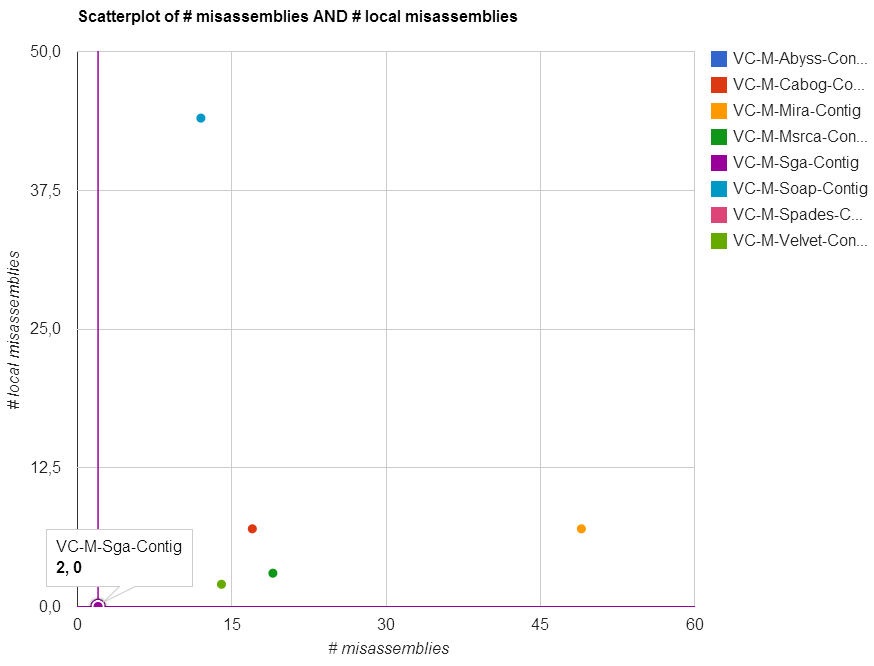 Scatterplot of # misassemblies AND # local misassemblies
50,0
37,5
25,0
12,5
0,0
# local misassemblies
0
15
30
45
60
# misassemblies
VC-M-Sga-Contig
2, 0
VC-M-Abyss-Con...
VC-M-Cabog-Co...
VC-M-Mira-Contig
VC-M-Msrca-Con...
VC-M-Sga-Contig
VC-M-Soap-Contig
VC-M-Spades-C...
VC-M-Velvet-Con...